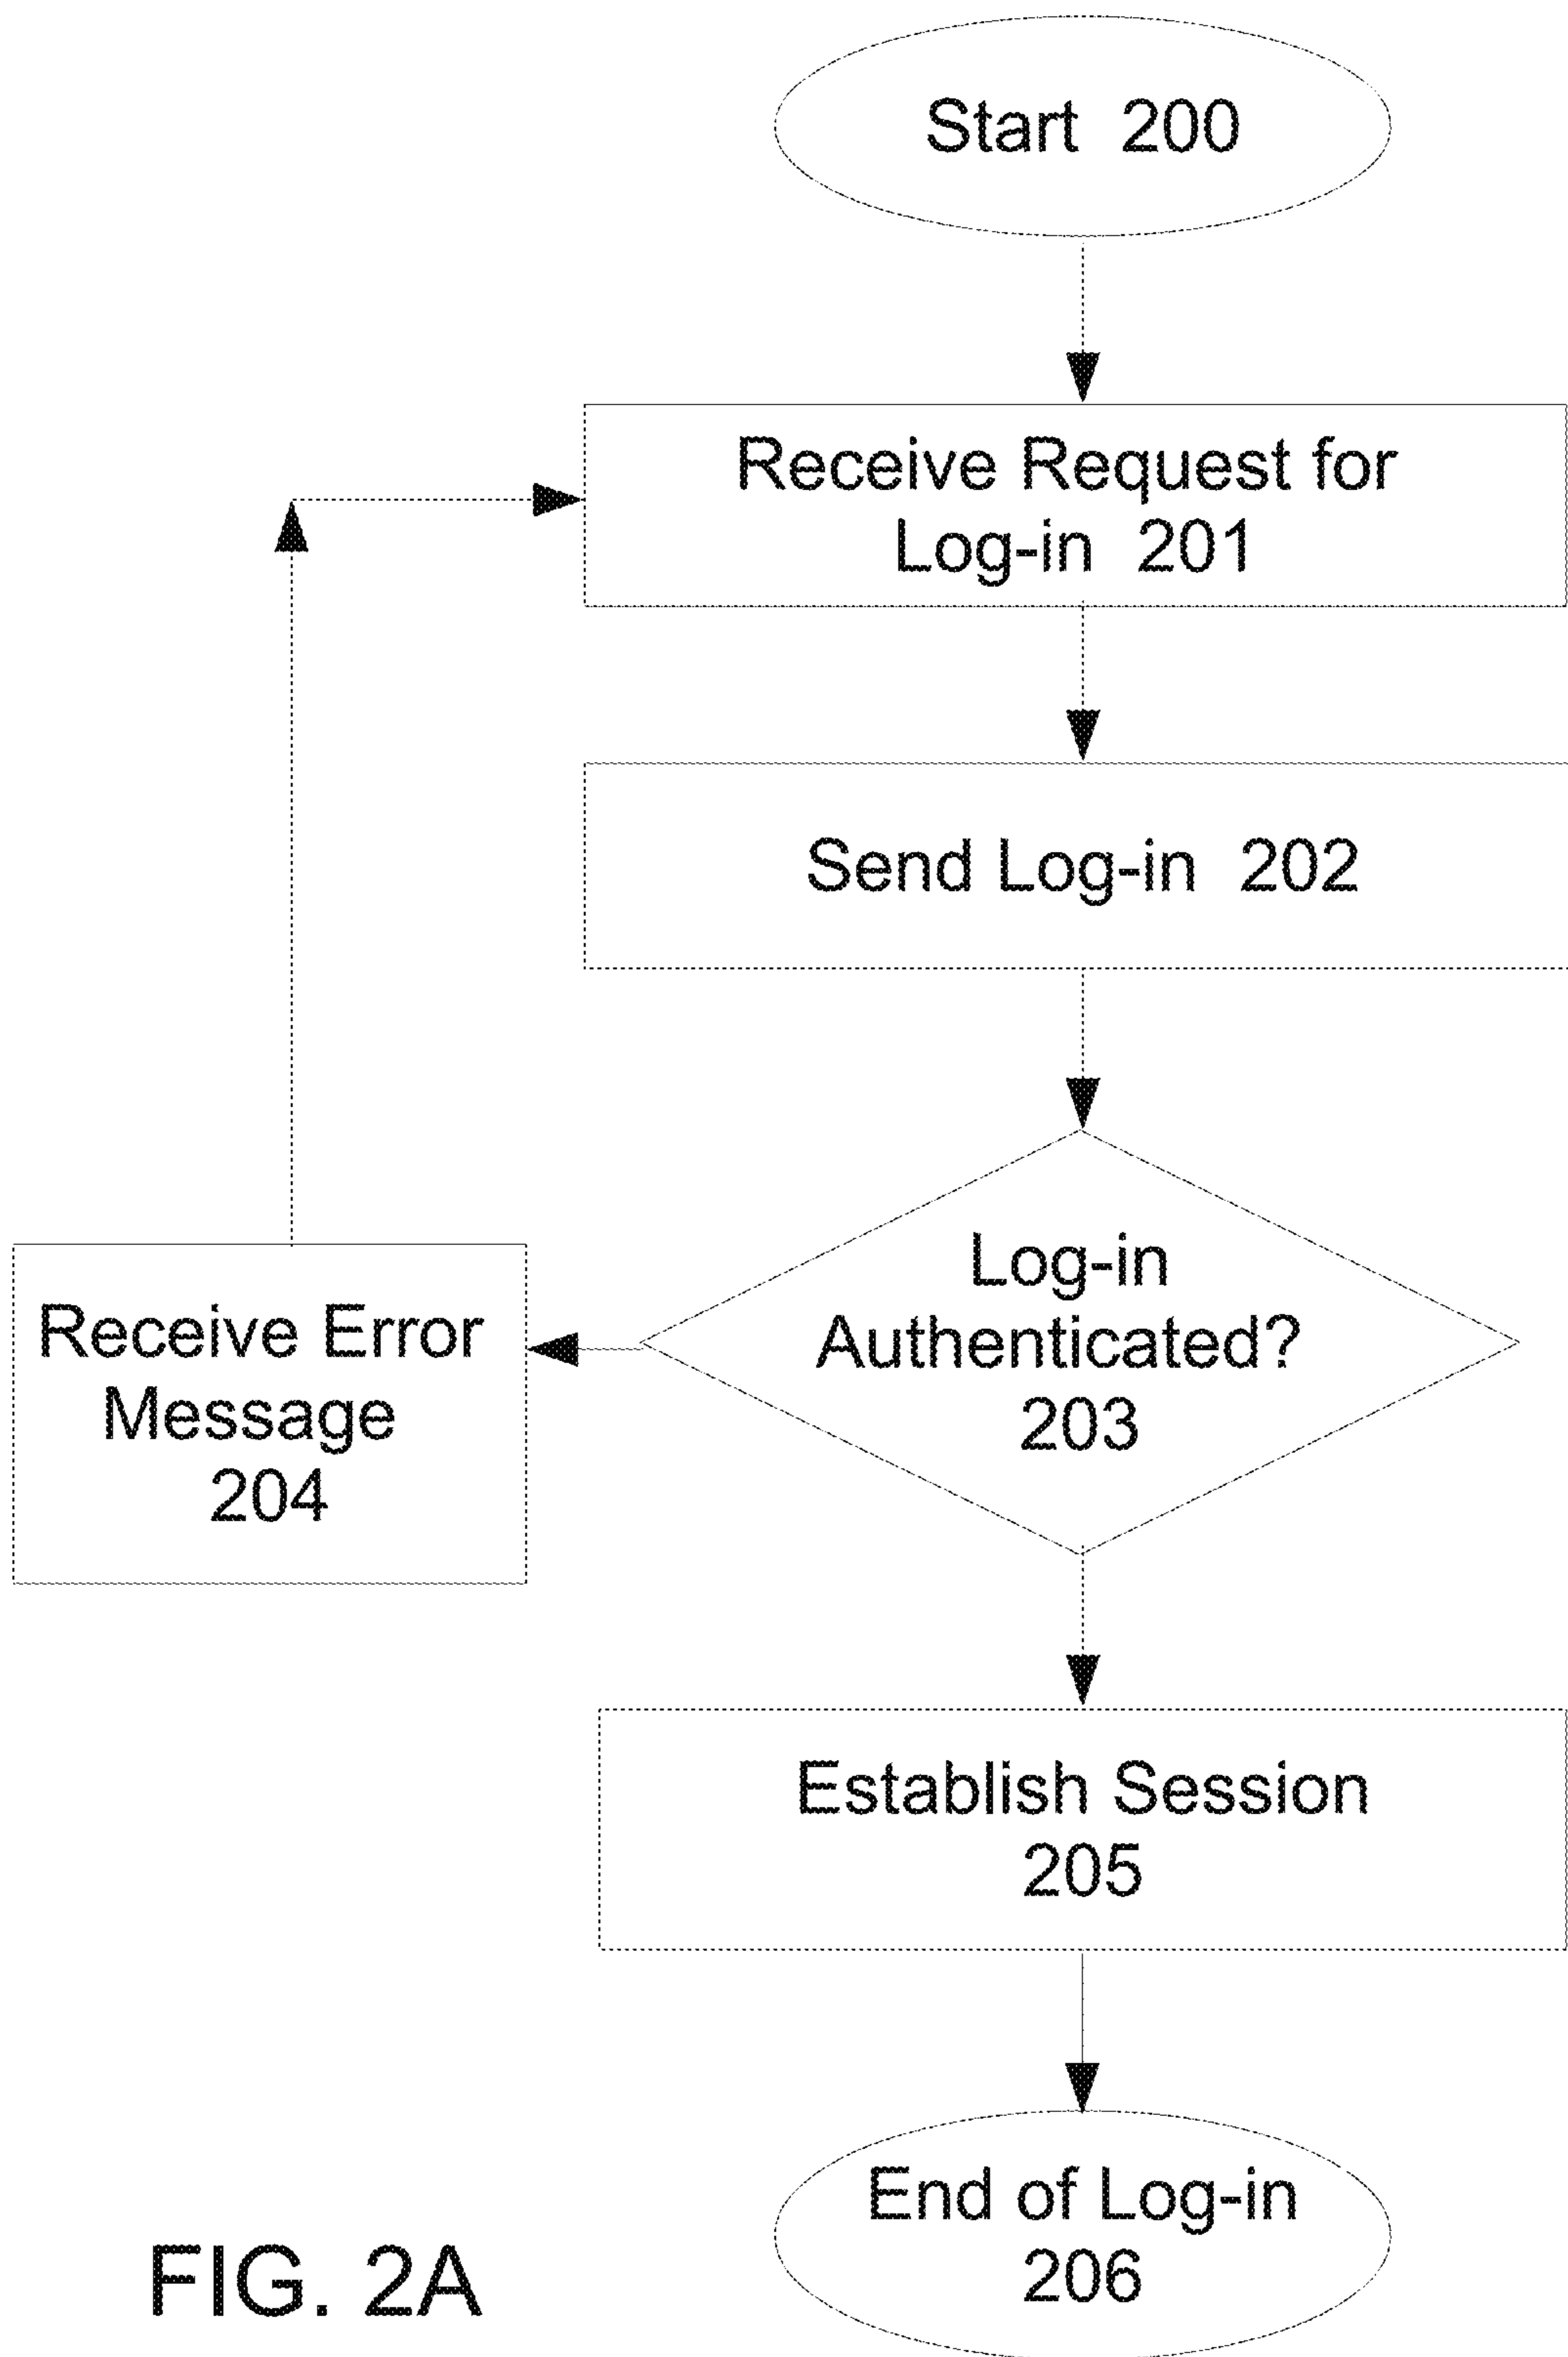 Start 200
Receive Request for
Log-in 201
Send Log-in 202
Log-in
Authenticated?
203
Receive Error
Message
204
Establish Session
205
End of Log-in
206
FIG. 2A